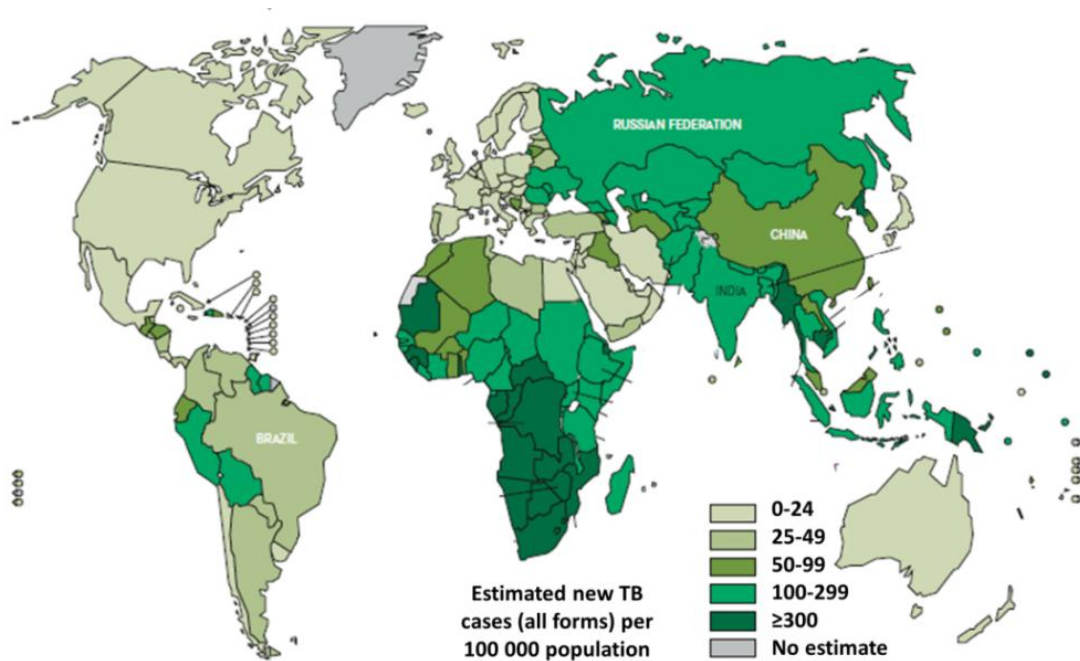 RUSSIAN FEDERATION
CHINA
INDIA
BRAZIL
Estimated new TB
cases (all forms) per
100 000 population
0-24
25-49
50-99
100-299
≥300
No estimate